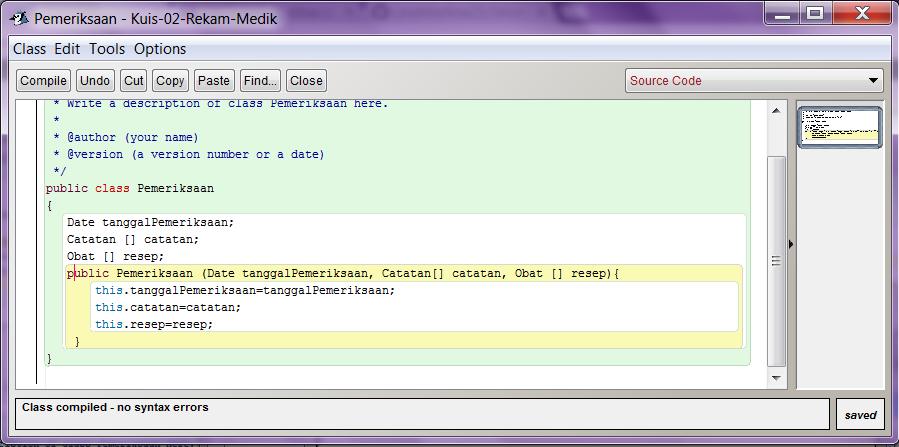 Pemeriksaan - Kuis-02-Rekam-Medik
Class Edit Tools Options
Compile Undo Cut Copy Paste Find... Close Source Code
* Write a description of class Pemeriksaan here.
*
* @author (your name)
* @version (a version number or a date)
*/
public class Pemeriksaan
{
Date tanggalPemeriksaan;
Catatan [] catatan;
Obat [] resep;
public Pemeriksaan (Date tanggalPemeriksaan, Catatan[] catatan, Obat [] resep){
this.tanggalPemeriksaan=tanggalPemeriksaan;
this.catatan=catatan;
this.resep=resep;
}
}
Class compiled - no syntax errors
saved